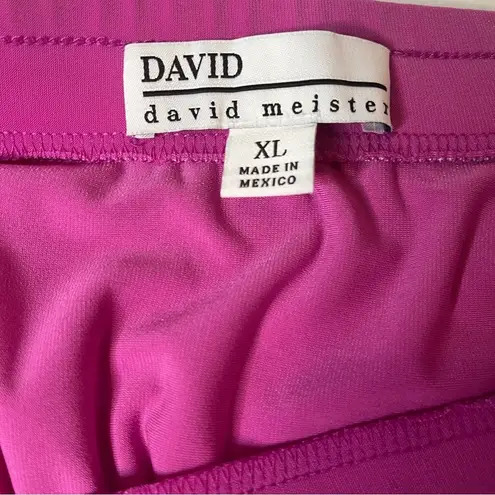 DAVID
david meister
XL
MADE IN
MEXICO